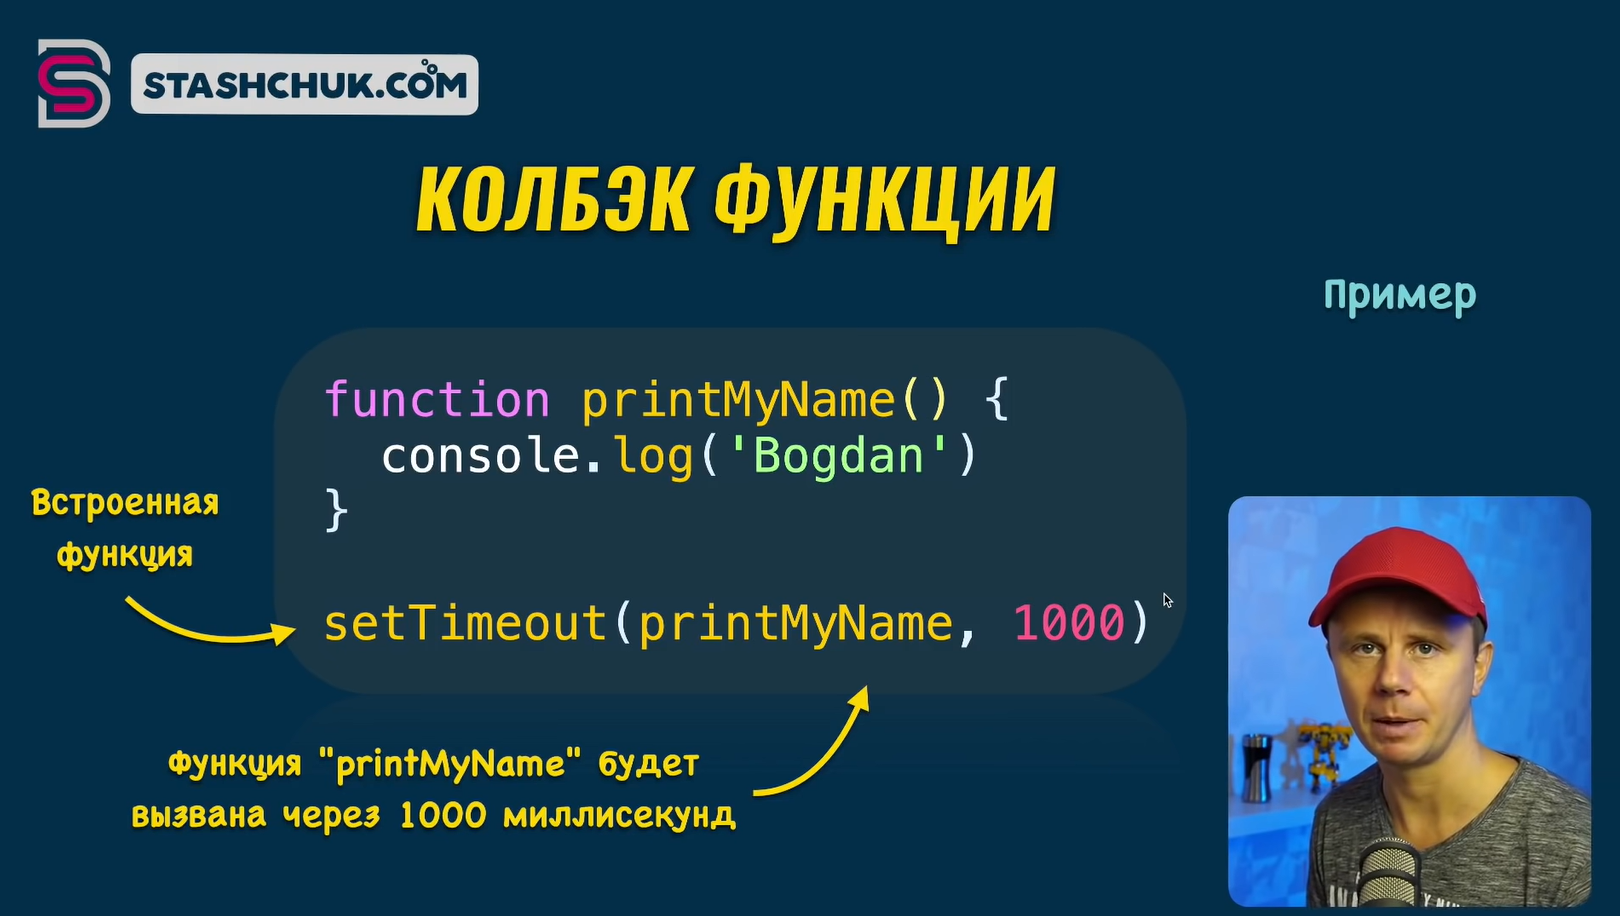 STASHCHUK.COM
КОЛБЭК ФУНКЦИИ
Пример
function printMyName() {
  console.log('Bogdan')
}
Встроенная
функция
setTimeout(printMyName, 1000)
Функция "printMyName" будет
вызвана через 1000 миллисекунд